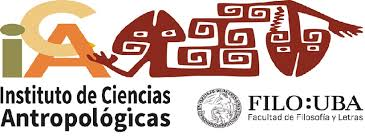 iCA
Instituto de Ciencias
Antropológicas
FILO:UBA
Facultad de Filosofía y Letras